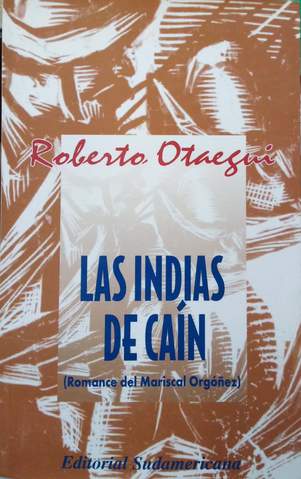 Roberto Otaegui
LAS INDIAS
DE CAÍN
(Romance del Mariscal Orgóñez)
Editorial Sudamericana